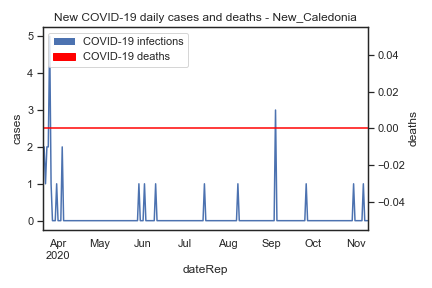 New COVID-19 daily cases and deaths - New_Caledonia
COVID-19 infections
COVID-19 deaths
5
4
3
2
1
0
cases
0.04
0.02
0.00
−0.02
−0.04
deaths
Apr May Jun Jul Aug Sep Oct Nov
2020
dateRep